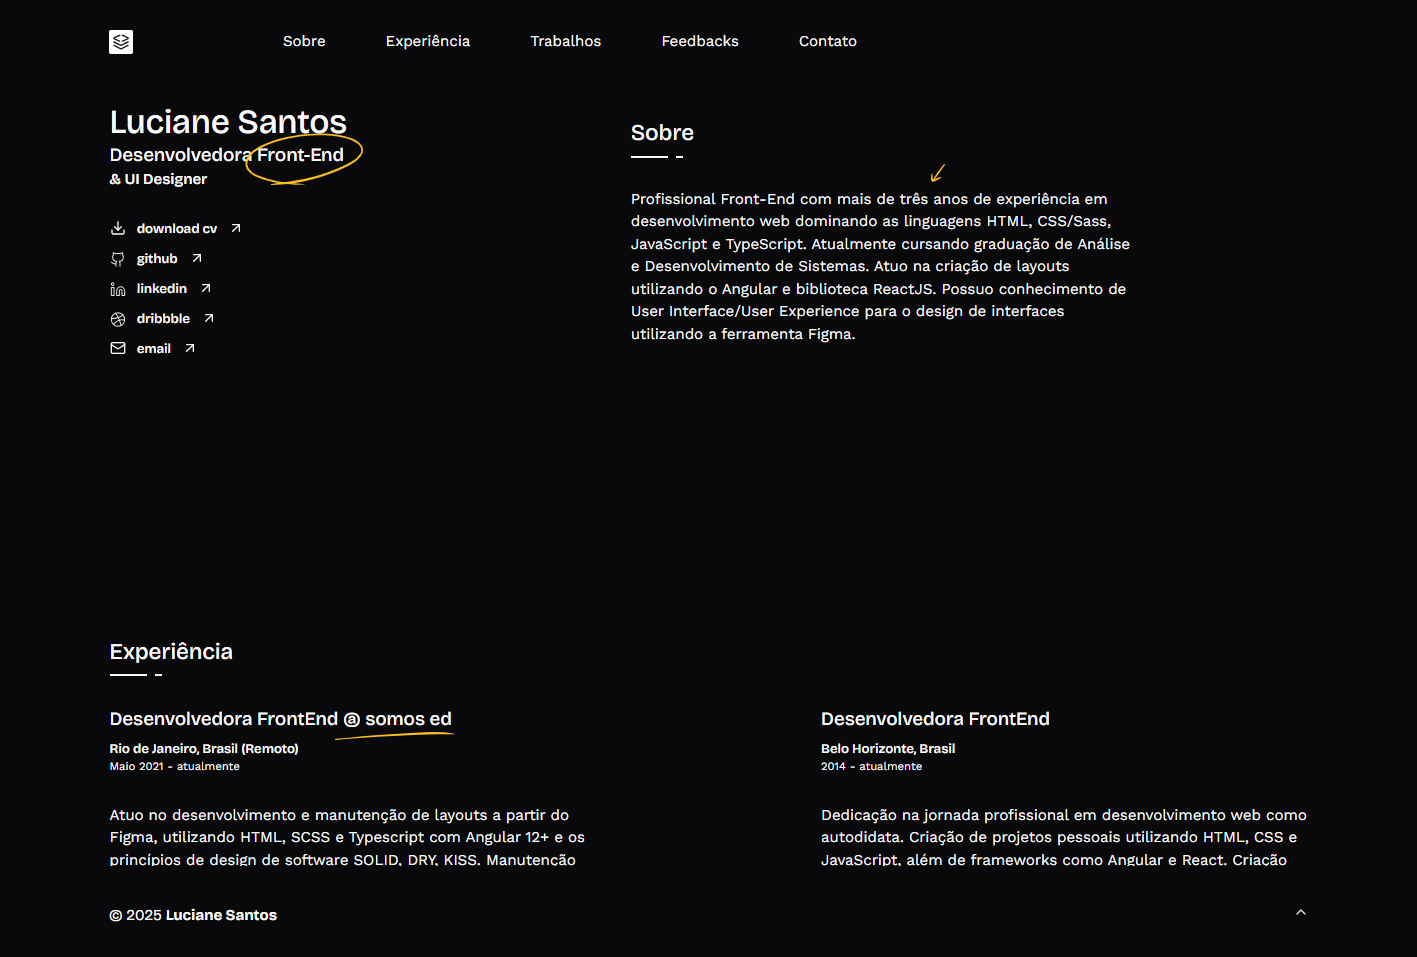 Sobre
Experiência
Trabalhos
Feedbacks
Contato
Luciane Santos
Desenvolvedora Front-End
& UI Designer
download cv
github
linkedin
dribbble
email
Sobre
Profissional Front-End com mais de três anos de experiência em
desenvolvimento web dominando as linguagens HTML, CSS/Sass,
JavaScript e TypeScript. Atualmente cursando graduação de Análise
e Desenvolvimento de Sistemas. Atuo na criação de layouts
utilizando o Angular e biblioteca ReactJS. Possuo conhecimento de
User Interface/User Experience para o design de interfaces
utilizando a ferramenta Figma.
Experiência
Desenvolvedora FrontEnd @ somos ed
Rio de Janeiro, Brasil (Remoto)
Maio 2021 - atualmente
Atuo no desenvolvimento e manutenção de layouts a partir do
Figma, utilizando HTML, SCSS e Typescript com Angular 12+ e os
princípios de design de software SOLID, DRY, KISS. Manutenção
Desenvolvedora FrontEnd
Belo Horizonte, Brasil
2014 - atualmente
Dedicação na jornada profissional em desenvolvimento web como
autodidata. Criação de projetos pessoais utilizando HTML, CSS e
JavaScript, além de frameworks como Angular e React. Criação
© 2025 Luciane Santos